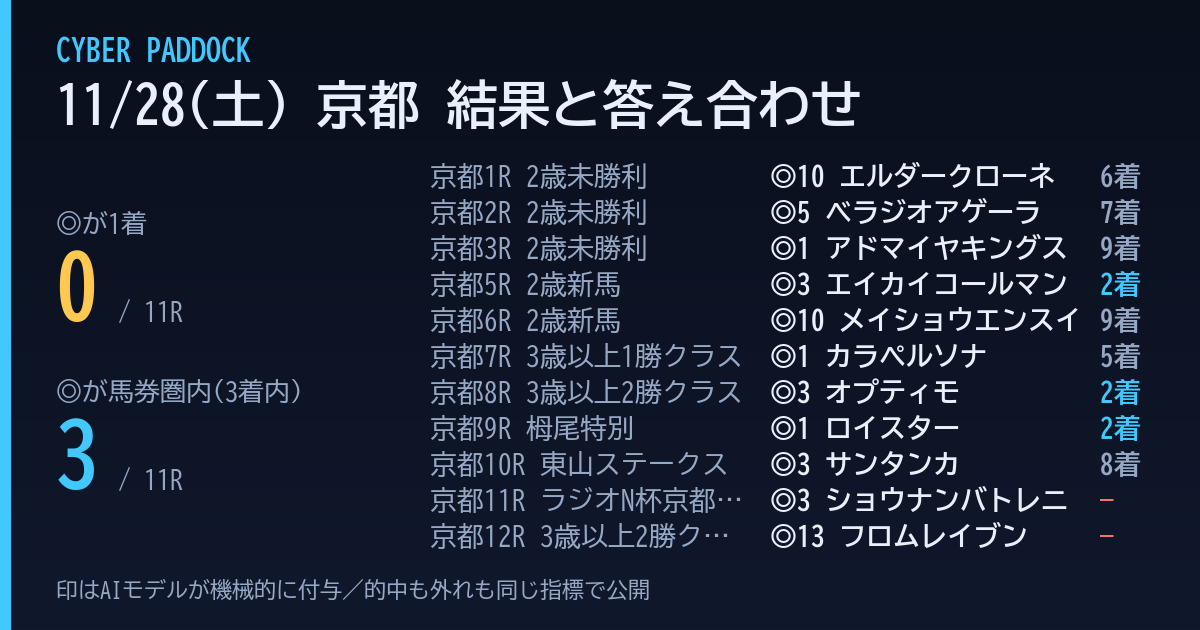 CYBER PADDOCK
11/28(土) 京都 結果と答え合わせ
◎が1着
0 / 11R
◎が馬券圏内(3着内)
3 / 11R
京都1R 2歳未勝利 ◎10 エルダークローネ 6着
京都2R 2歳未勝利 ◎5 ベラジオアゲーラ 7着
京都3R 2歳未勝利 ◎1 アドマイヤキングス 9着
京都5R 2歳新馬 ◎3 エイカイコールマン 2着
京都6R 2歳新馬 ◎10 メイショウエンスイ 9着
京都7R 3歳以上1勝クラス ◎1 カラペルソナ 5着
京都8R 3歳以上2勝クラス ◎3 オプティモ 2着
京都9R 栂尾特別 ◎1 ロイスター 2着
京都10R 東山ステークス ◎3 サンタンカ 8着
京都11R ラジオN杯京都… ◎3 ショウナンバトレニ –
京都12R 3歳以上2勝ク… ◎13 フロムレイブン –
印はAIモデルが機械的に付与／的中も外れも同じ指標で公開